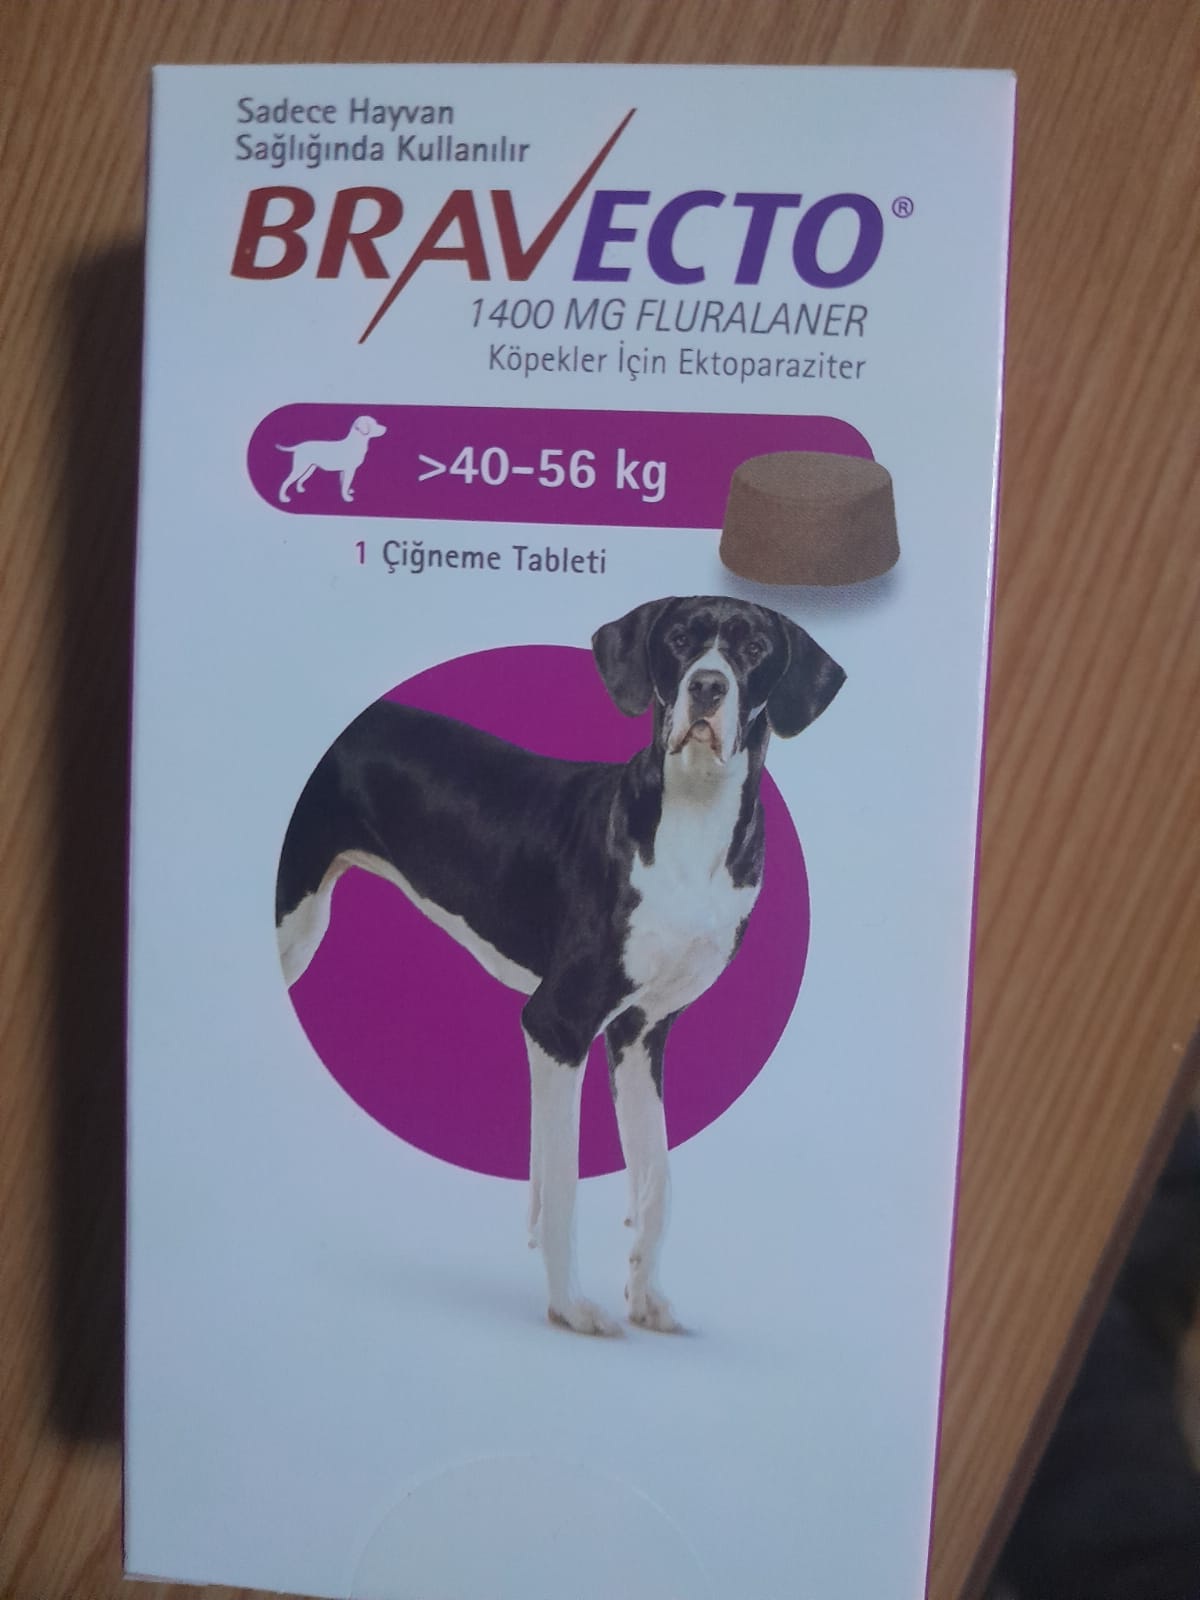 Sadece Hayvan
Sağlığında Kullanılır
BRAVECTO®
1400 MG FLURALANER
Köpekler İçin Ektoparaziter
>40-56 kg
1 Çiğneme Tableti